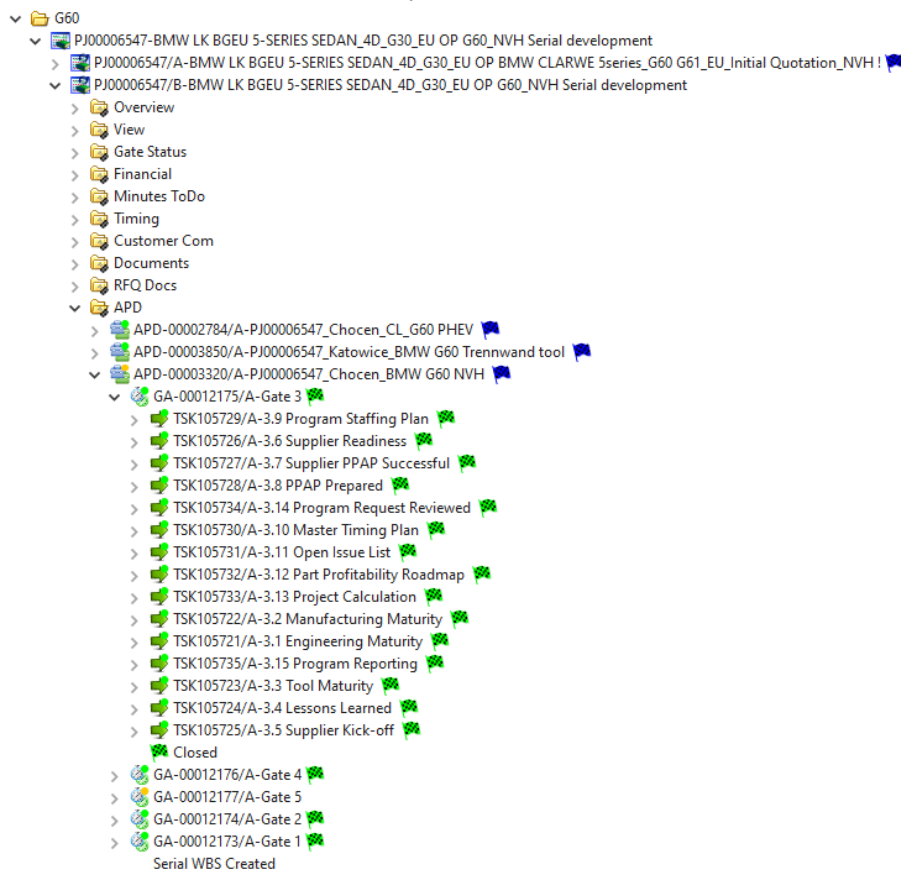 G60
PJ00006547-BMW LK BGEU 5-SERIES SEDAN_4D_G30_EU OP G60_NVH Serial development
PJ00006547/A-BMW LK BGEU 5-SERIES SEDAN_4D_G30_EU OP BMW CLARWE 5series_G60 G61_EU_Initial Quotation_NVH !
PJ00006547/B-BMW LK BGEU 5-SERIES SEDAN_4D_G30_EU OP G60_NVH Serial development
Overview
View
Gate Status
Financial
Minutes ToDo
Timing
Customer Com
Documents
RFQ Docs
APD
APD-00002784/A-PJ00006547_Chocen_CL_G60 PHEV
APD-00003850/A-PJ00006547_Katowice_BMW G60 Trennwand tool
APD-00003320/A-PJ00006547_Chocen_BMW G60 NVH
GA-00012175/A-Gate 3
TSK105729/A-3.9 Program Staffing Plan
TSK105726/A-3.6 Supplier Readiness
TSK105727/A-3.7 Supplier PPAP Successful
TSK105728/A-3.8 PPAP Prepared
TSK105734/A-3.14 Program Request Reviewed
TSK105730/A-3.10 Master Timing Plan
TSK105731/A-3.11 Open Issue List
TSK105732/A-3.12 Part Profitability Roadmap
TSK105733/A-3.13 Project Calculation
TSK105722/A-3.2 Manufacturing Maturity
TSK105721/A-3.1 Engineering Maturity
TSK105735/A-3.15 Program Reporting
TSK105723/A-3.3 Tool Maturity
TSK105724/A-3.4 Lessons Learned
TSK105725/A-3.5 Supplier Kick-off
Closed
GA-00012176/A-Gate 4
GA-00012177/A-Gate 5
GA-00012174/A-Gate 2
GA-00012173/A-Gate 1
Serial WBS Created